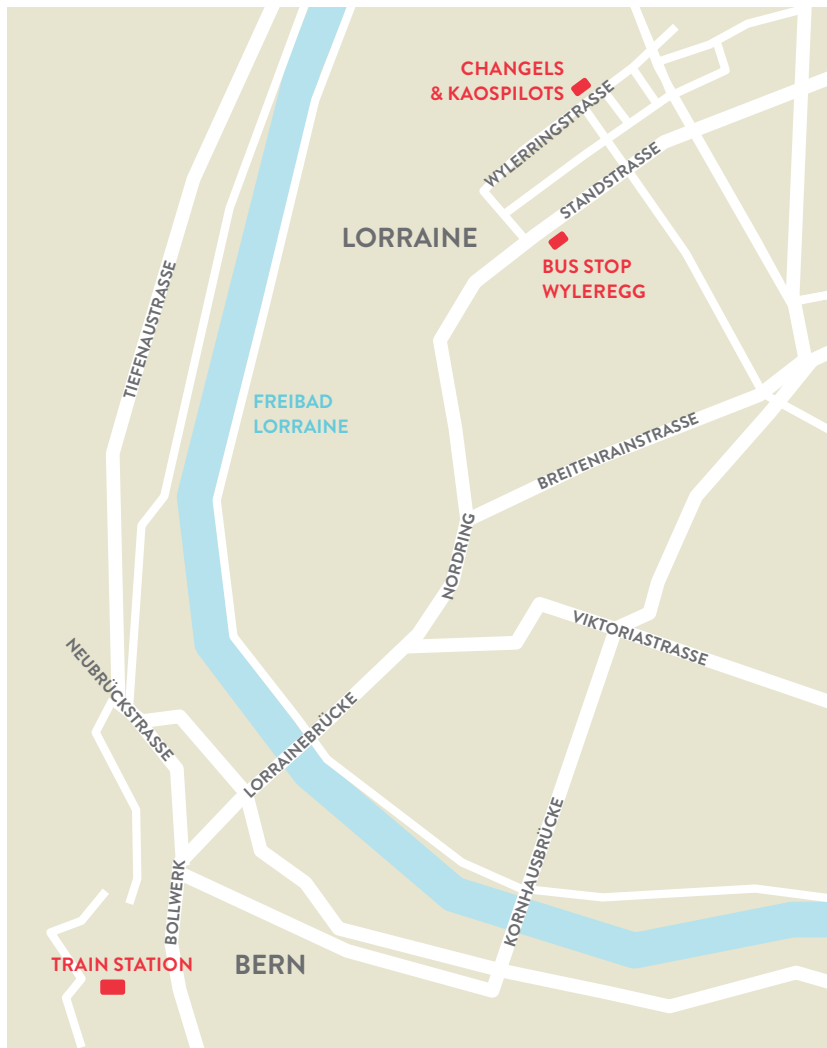 CHANGELS
& KAOSPILOTS
WYLERRINGSTRASSE
STANDSTRASSE
LORRAINE
BUS STOP
WYLEREGG
TIEFENAUSTRASSE
FREIBAD
LORRAINE
BREITENRAINSTRASSE
NORDRING
VIKTORIASTRASSE
NEUBRÜCKSTRASSE
LORRAINEBRÜCKE
KORNHAUSBRÜCKE
BOLLWERK
TRAIN STATION
BERN